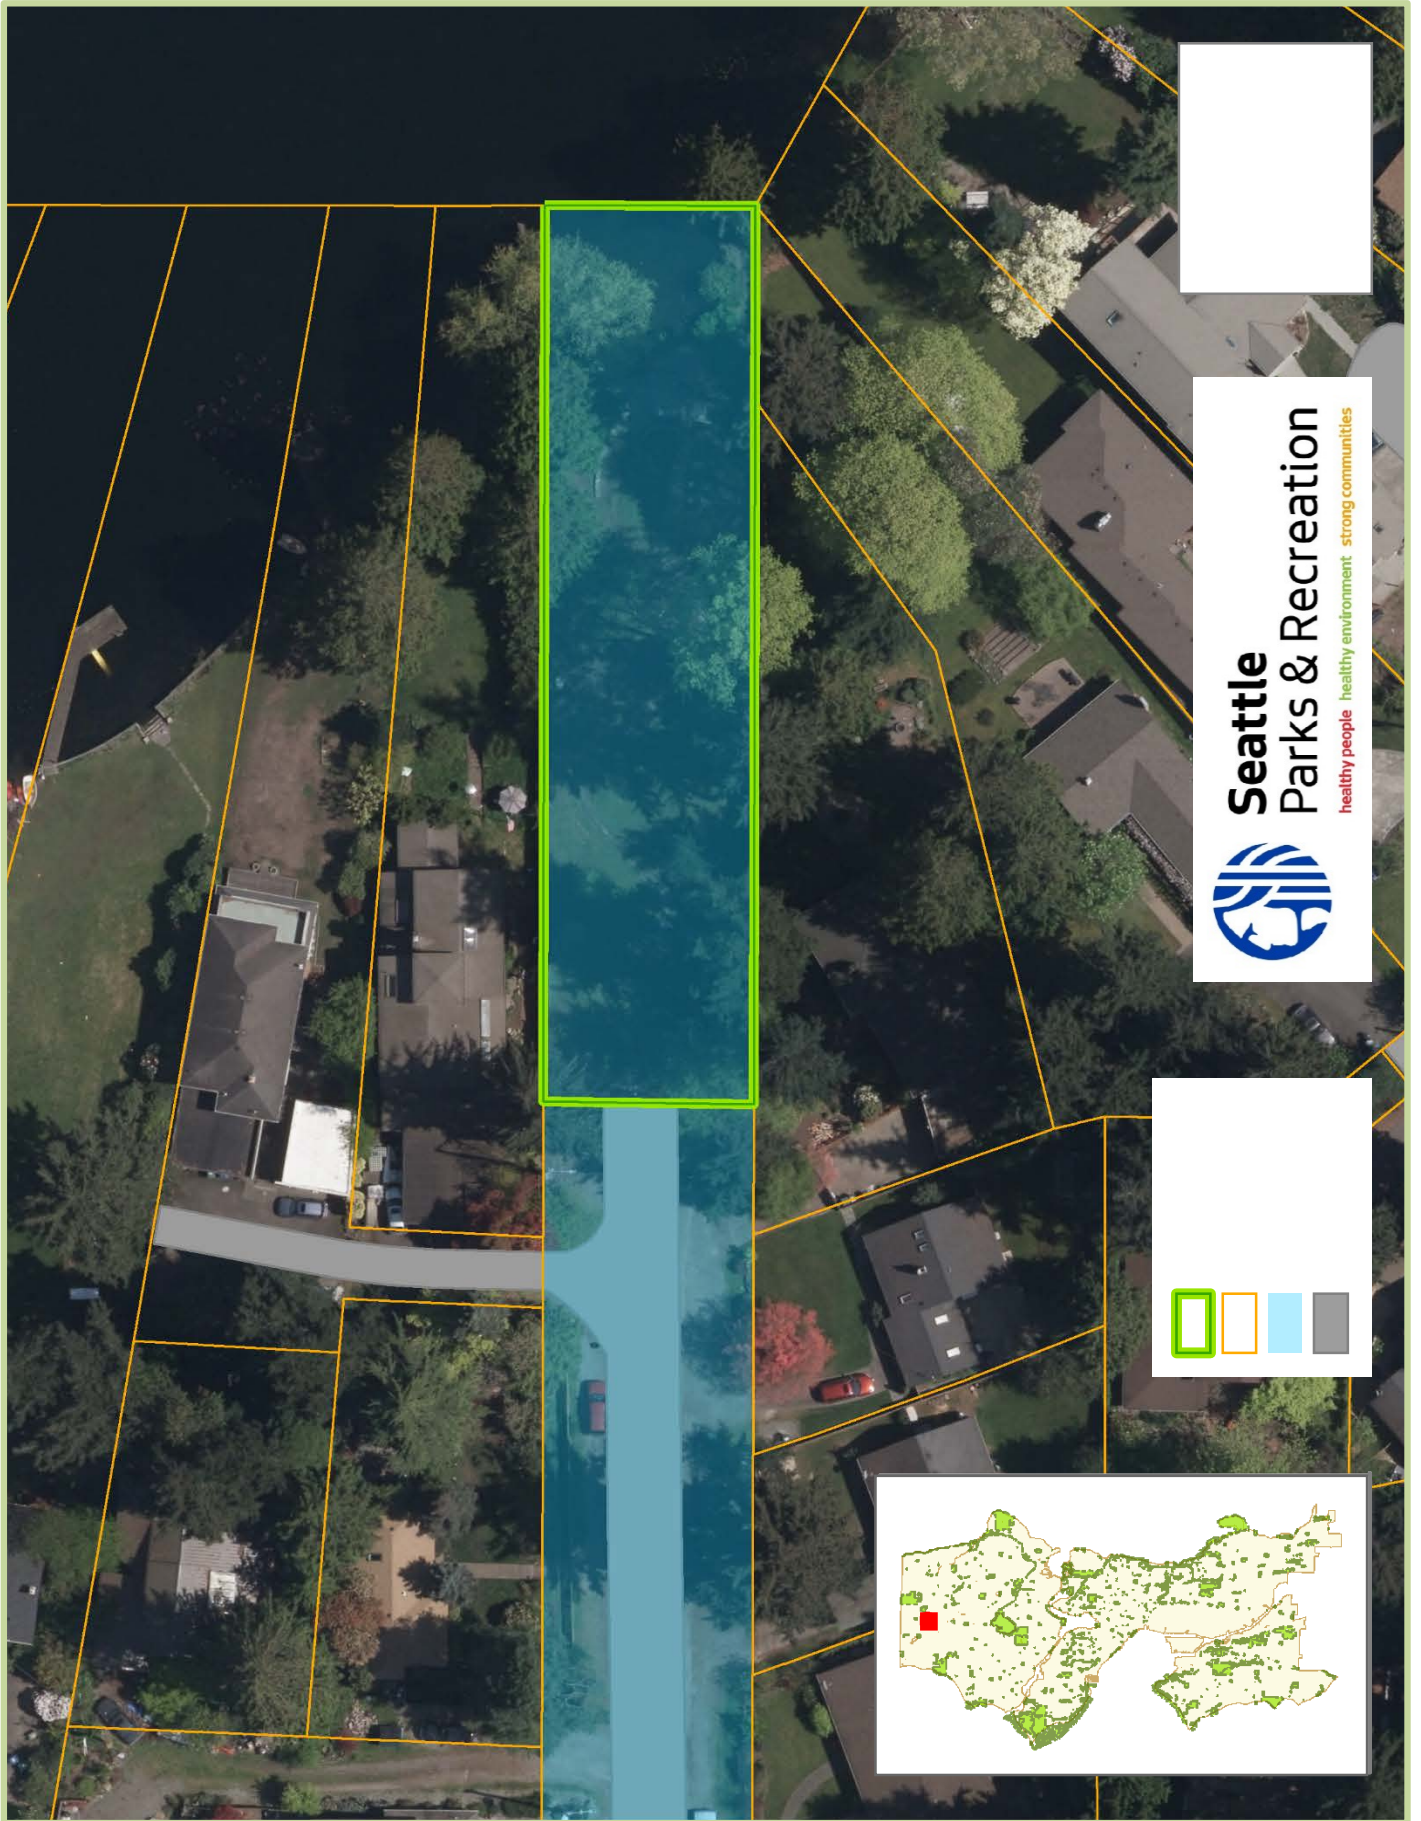 Seattle
Parks & Recreation
healthy people healthy environment strong communities